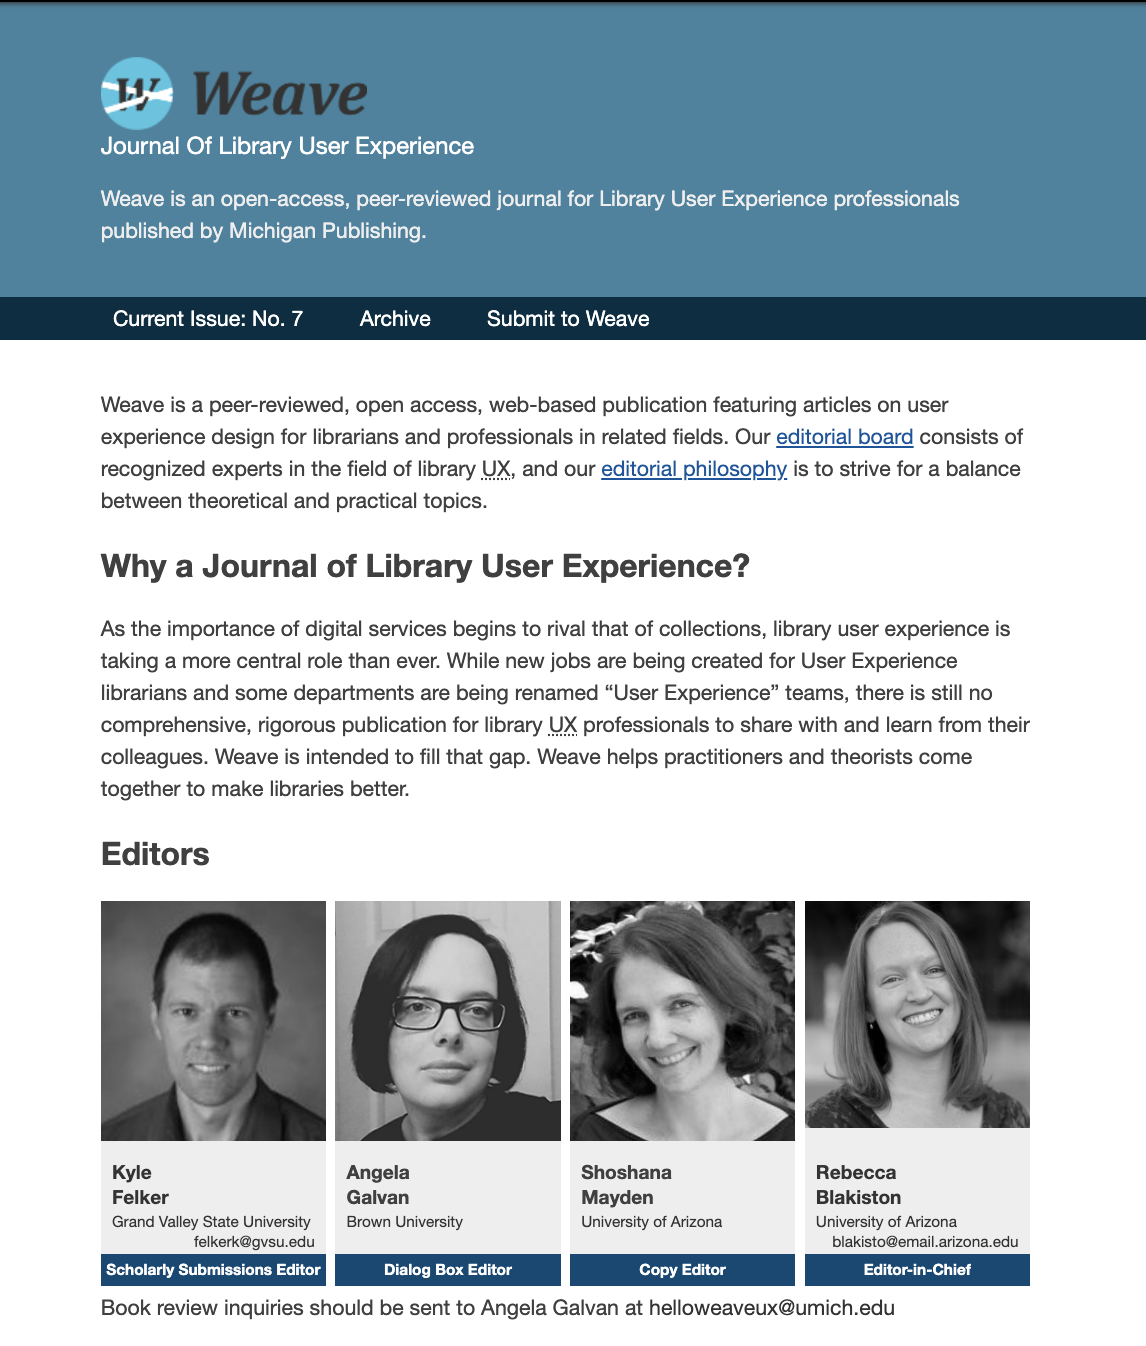 W Weave
Journal Of Library User Experience
Weave is an open-access, peer-reviewed journal for Library User Experience professionals
published by Michigan Publishing.
Current Issue: No. 7 Archive Submit to Weave
Weave is a peer-reviewed, open access, web-based publication featuring articles on user
experience design for librarians and professionals in related fields. Our editorial board consists of
recognized experts in the field of library UX, and our editorial philosophy is to strive for a balance
between theoretical and practical topics.
Why a Journal of Library User Experience?
As the importance of digital services begins to rival that of collections, library user experience is
taking a more central role than ever. While new jobs are being created for User Experience
librarians and some departments are being renamed “User Experience” teams, there is still no
comprehensive, rigorous publication for library UX professionals to share with and learn from their
colleagues. Weave is intended to fill that gap. Weave helps practitioners and theorists come
together to make libraries better.
Editors
Kyle
Felker
Grand Valley State University
felkerk@gvsu.edu
Scholarly Submissions Editor
Angela
Galvan
Brown University
Dialog Box Editor
Shoshana
Mayden
University of Arizona
Copy Editor
Rebecca
Blakiston
University of Arizona
blakisto@email.arizona.edu
Editor-in-Chief
Book review inquiries should be sent to Angela Galvan at helloweaveux@umich.edu